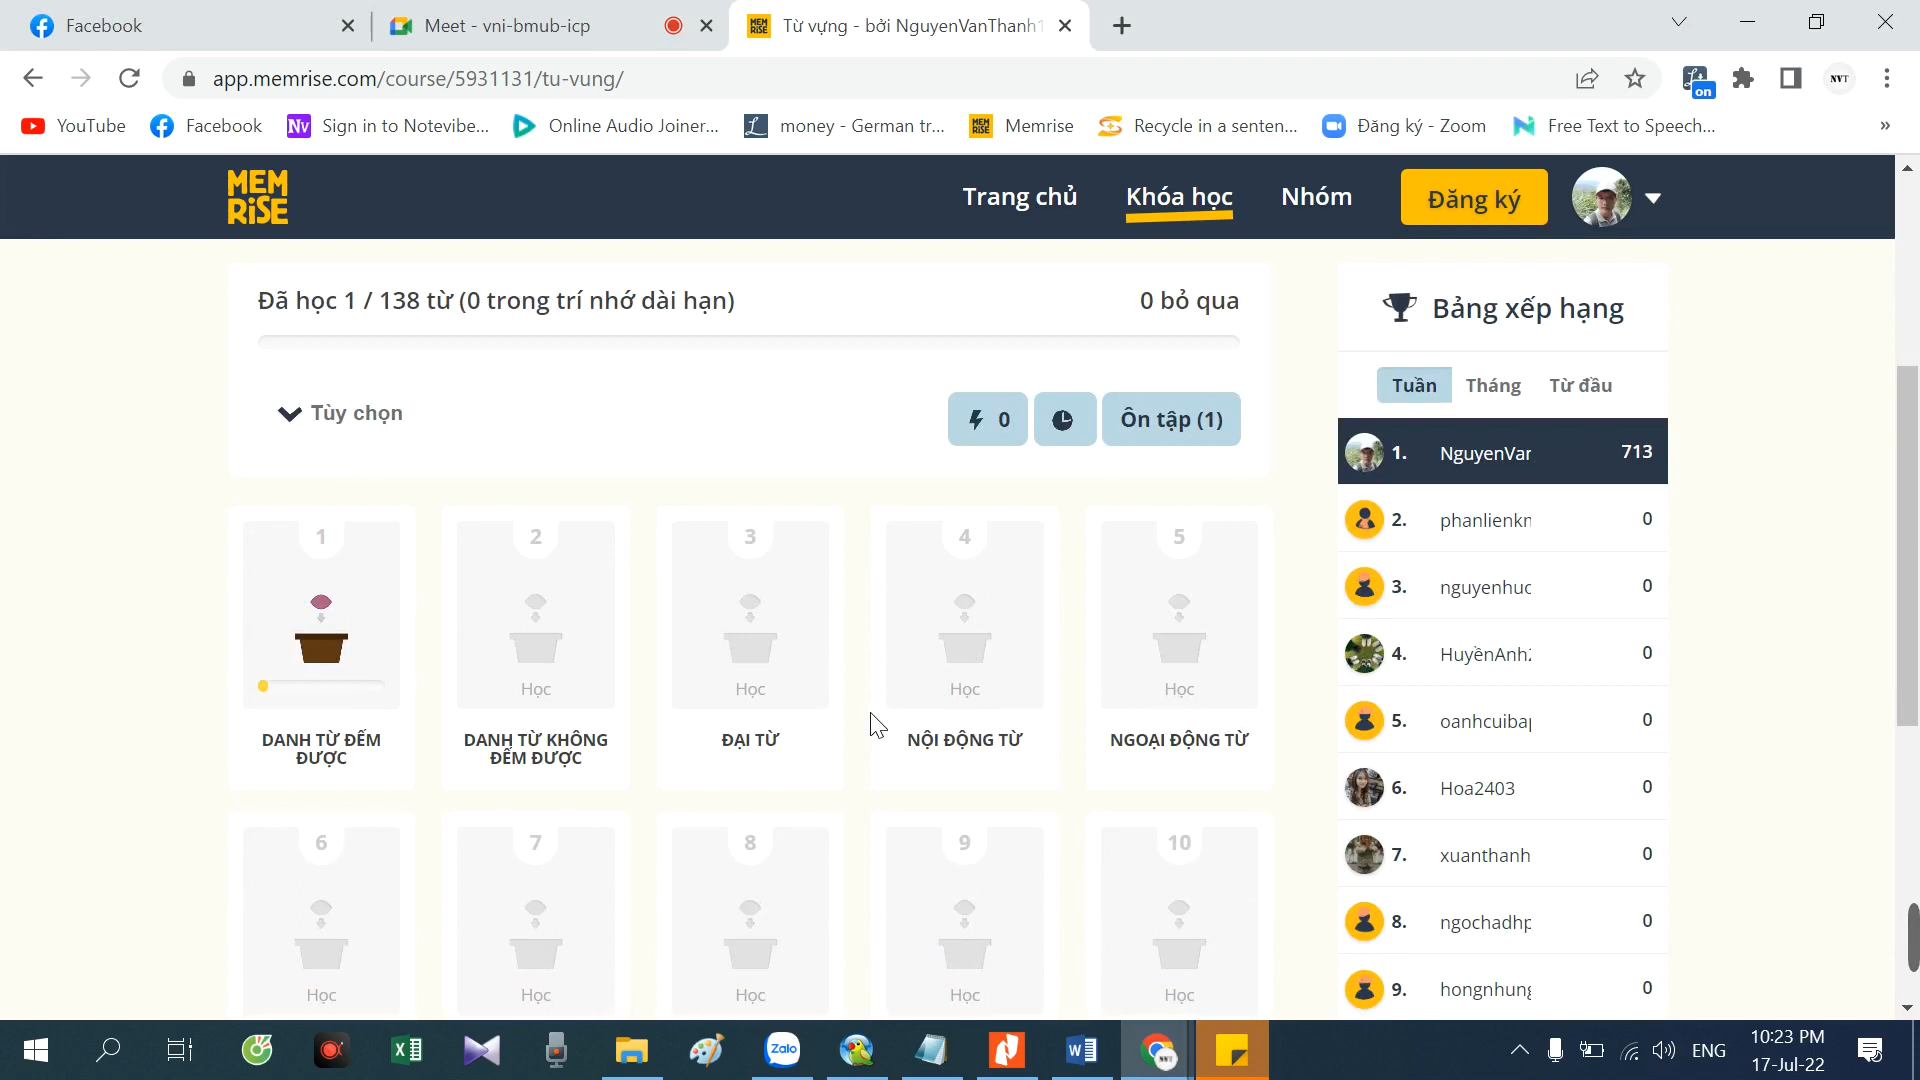 Facebook
Meet - vni-bmub-icp
Từ vựng - bởi NguyenVanThanh1
app.memrise.com/course/5931131/tu-vung/
on
NVT
YouTube
Facebook
Sign in to Notevibe...
Online Audio Joiner...
money - German tr...
Memrise
Recycle in a senten...
Đăng ký - Zoom
Free Text to Speech...
»
MEM
RiSE
Trang chủ
Khóa học
Nhóm
Đăng ký
Đã học 1 / 138 từ (0 trong trí nhớ dài hạn)
0 bỏ qua
Tùy chọn
0
Ôn tập (1)
1
2
3
4
5
Học
Học
Học
Học
DANH TỪ ĐẾM
ĐƯỢC
DANH TỪ KHÔNG
ĐẾM ĐƯỢC
ĐẠI TỪ
NỘI ĐỘNG TỪ
NGOẠI ĐỘNG TỪ
6
7
8
9
10
Học
Học
Học
Học
Học
Bảng xếp hạng
Tuần
Tháng
Từ đầu
1. NguyenVan 713
2. phanlienkn 0
3. nguyenhuo 0
4. HuyềnAnh2 0
5. oanhcuibap 0
6. Hoa2403 0
7. xuanthanh 0
8. ngochadhp 0
9. hongnhung 0
Zalo
ENG
10:23 PM
17-Jul-22